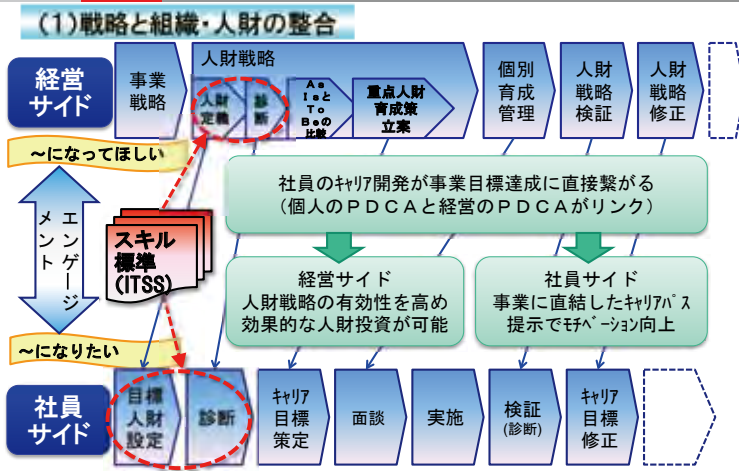 (1)戦略と組織・人財の整合
経営
サイド
事業
戦略
人財戦略
人財
定義
診
断
As
Isと
To
Beの
比較
重点人財
育成策
立案
個別
育成
管理
人財
戦略
検証
人財
戦略
修正
～になってほしい
エンゲージ
メント
スキル
標準
(ITSS)
社員のｷｬﾘｱ開発が事業目標達成に直接繋がる
(個人のＰＤＣＡと経営のＰＤＣＡがリンク)
経営サイド
人財戦略の有効性を高め
効果的な人財投資が可能
社員サイド
事業に直結したｷｬﾘｱﾊﾟｽ
提示でﾓﾁﾍﾞｰｼｮﾝ向上
～になりたい
社員
サイド
目標
人財
設定
診断
ｷｬﾘｱ
目標
策定
面談
実施
検証
(診断)
ｷｬﾘｱ
目標
修正